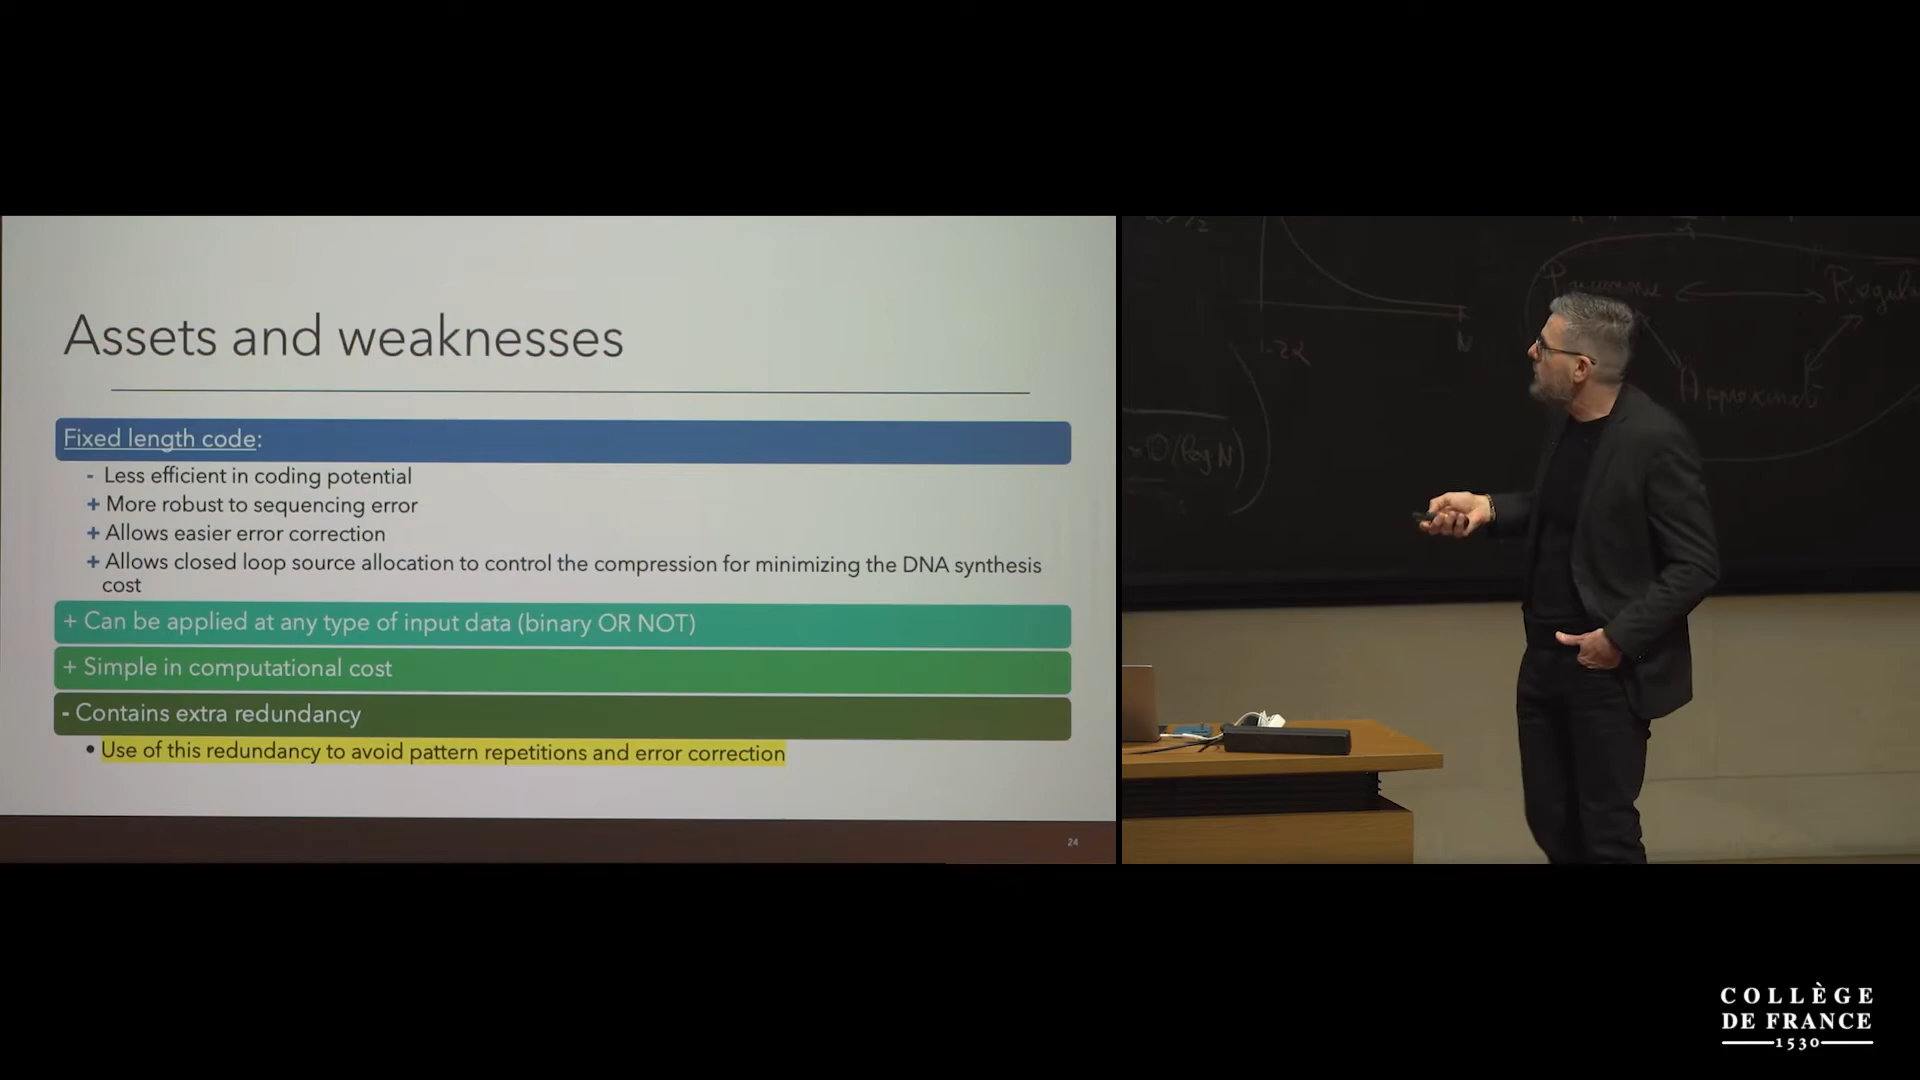 Assets and weaknesses
Fixed length code:
- Less efficient in coding potential
+ More robust to sequencing error
+ Allows easier error correction
+ Allows closed loop source allocation to control the compression for minimizing the DNA synthesis
cost
+ Can be applied at any type of input data (binary OR NOT)
+ Simple in computational cost
- Contains extra redundancy
• Use of this redundancy to avoid pattern repetitions and error correction
24
N
1-2α
= O(log N)
COLLÈGE
DE FRANCE
1530